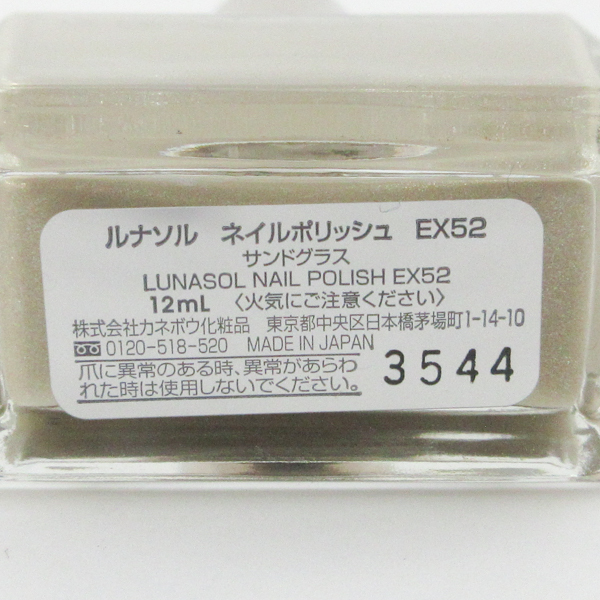 ルナソル ネイルポリッシュ EX52
サンドグラス
LUNASOL NAIL POLISH EX52
12mL 〈火気にご注意ください〉
株式会社カネボウ化粧品 東京都中央区日本橋茅場町1-14-10
0120-518-520 MADE IN JAPAN
爪に異常のある時、異常があらわ
れた時は使用しないでください。
3544